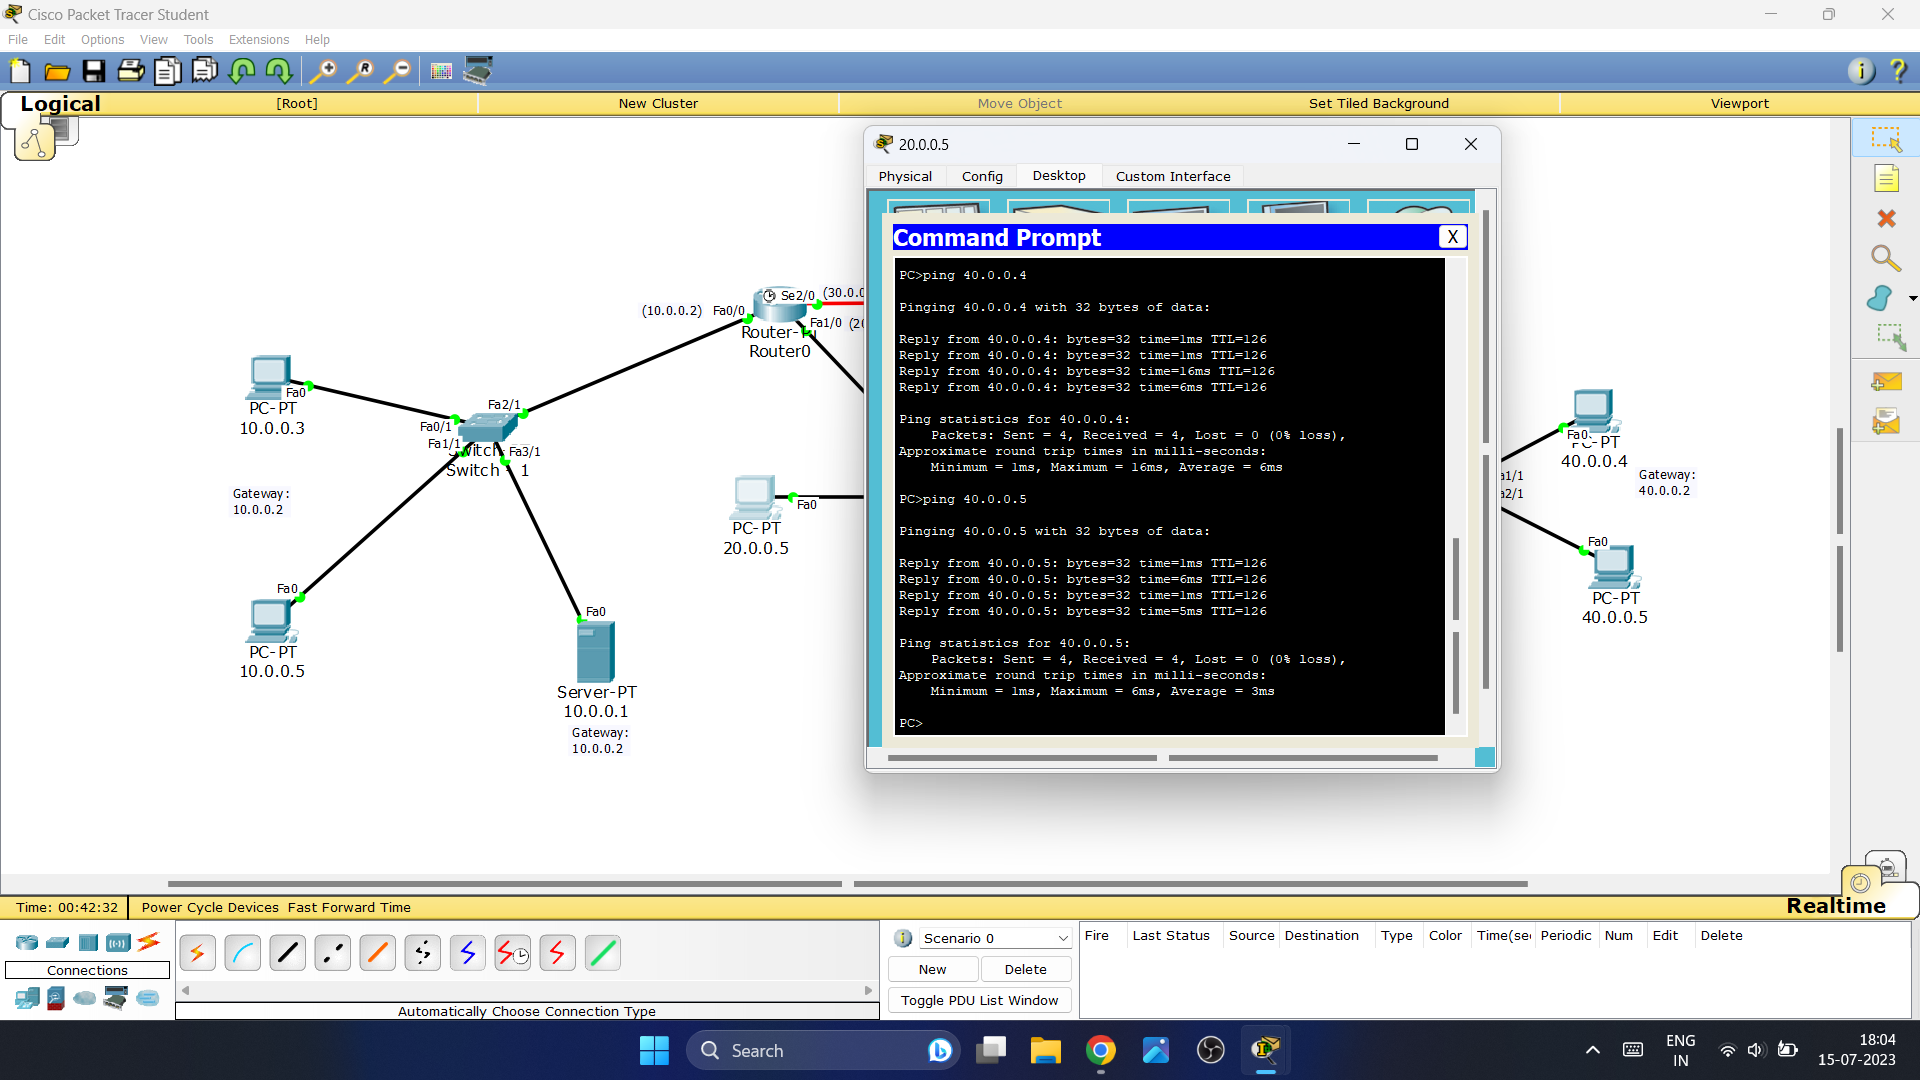 Cisco Packet Tracer Student
File Edit Options View Tools Extensions Help
Logical [Root] New Cluster Move Object Set Tiled Background Viewport
(10.0.0.2) Fa0/0 Se2/0 (30.0.0
Fa1/0 (20
Router0
Fa0
PC-PT
10.0.0.3
Fa2/1
Fa0/1
Fa1/1
Fa3/1
Switch 1
Gateway:
10.0.0.2
Fa0
PC-PT
20.0.0.5
Fa0
PC-PT
10.0.0.5
Fa0
Server-PT
10.0.0.1
Gateway:
10.0.0.2
20.0.0.5
Physical Config Desktop Custom Interface
Command Prompt X
PC>ping 40.0.0.4
Pinging 40.0.0.4 with 32 bytes of data:
Reply from 40.0.0.4: bytes=32 time=1ms TTL=126
Reply from 40.0.0.4: bytes=32 time=1ms TTL=126
Reply from 40.0.0.4: bytes=32 time=16ms TTL=126
Reply from 40.0.0.4: bytes=32 time=6ms TTL=126
Ping statistics for 40.0.0.4:
Packets: Sent = 4, Received = 4, Lost = 0 (0% loss),
Approximate round trip times in milli-seconds:
Minimum = 1ms, Maximum = 16ms, Average = 6ms
PC>ping 40.0.0.5
Pinging 40.0.0.5 with 32 bytes of data:
Reply from 40.0.0.5: bytes=32 time=1ms TTL=126
Reply from 40.0.0.5: bytes=32 time=6ms TTL=126
Reply from 40.0.0.5: bytes=32 time=1ms TTL=126
Reply from 40.0.0.5: bytes=32 time=5ms TTL=126
Ping statistics for 40.0.0.5:
Packets: Sent = 4, Received = 4, Lost = 0 (0% loss),
Approximate round trip times in milli-seconds:
Minimum = 1ms, Maximum = 6ms, Average = 3ms
PC>
Fa0
40.0.0.4
a1/1
a2/1
Gateway:
40.0.0.2
Fa0
PC-PT
40.0.0.5
Time: 00:42:32 Power Cycle Devices Fast Forward Time
Realtime
Connections
Automatically Choose Connection Type
Scenario 0
New Delete
Toggle PDU List Window
Fire Last Status Source Destination Type Color Time(sec Periodic Num Edit Delete
Search
ENG
IN
18:04
15-07-2023